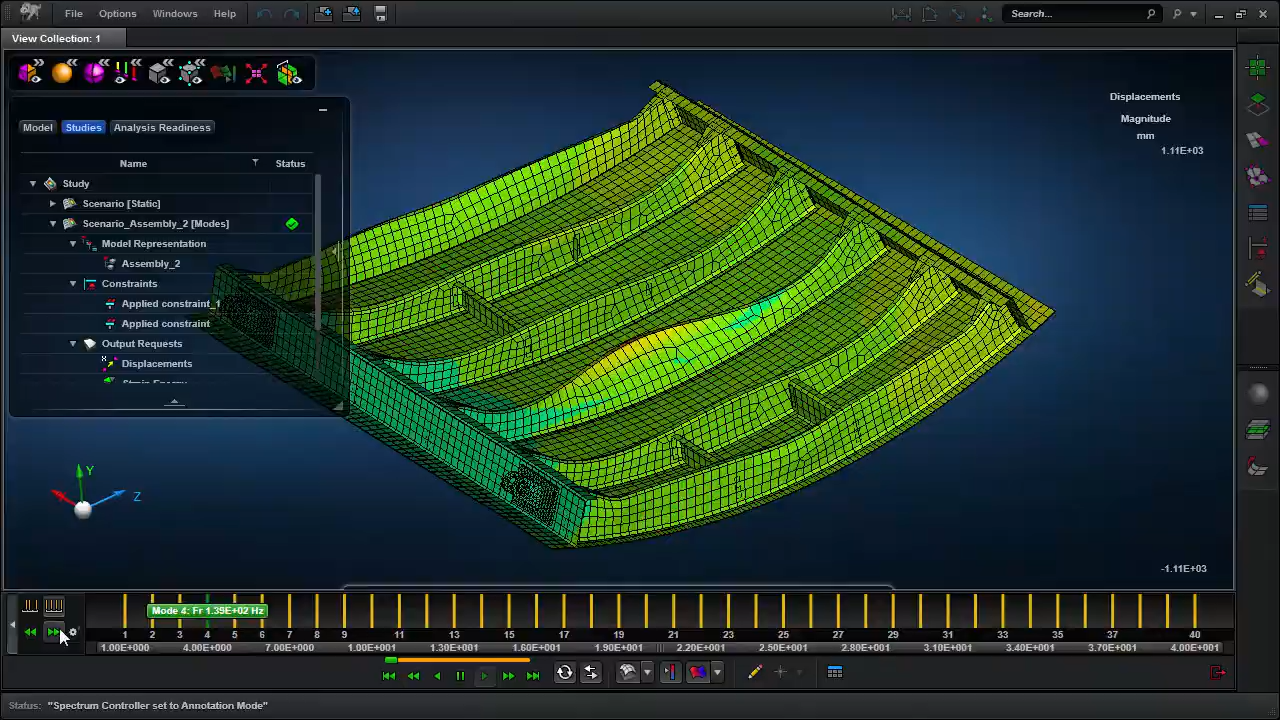 File Options Windows Help Search...
View Collection: 1
Model Studies Analysis Readiness
Name Status
Study
Scenario [Static]
Scenario_Assembly_2 [Modes]
Model Representation
Assembly_2
Constraints
Applied constraint_1
Applied constraint
Output Requests
Displacements
Strain Energy
Displacements
Magnitude
mm
1.11E+03
Y
Z
-1.11E+03
Mode 4: Fr 1.39E+02 Hz
1 2 3 4 5 6 7 8 9 11 13 15 17 19 21 23 25 27 29 31 33 35 37 40
1.00E+000 4.00E+000 7.00E+000 1.00E+001 1.30E+001 1.60E+001 1.90E+001 2.20E+001 2.50E+001 2.80E+001 3.10E+001 3.40E+001 3.70E+001 4.00E+001
Status: "Spectrum Controller set to Annotation Mode"